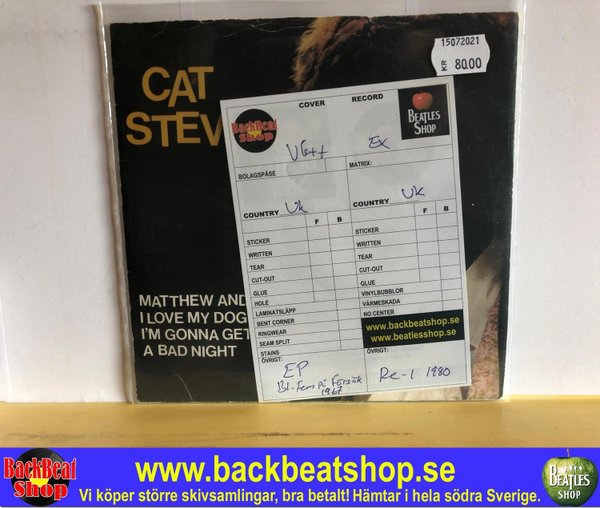 15072021
KR 80.00
CAT
STEV
COVER RECORD
BackBeat
Shop
BEATLES
SHOP
VG++ EX
BOLAGSPÅSE MATRIX:
COUNTRY UK COUNTRY UK
F B F B
STICKER STICKER
WRITTEN WRITTEN
TEAR TEAR
CUT-OUT CUT-OUT
GLUE GLUE
HOLE VINYLBUBBLOR
LAMINATSLÄPP VÄRMESKADA
BENT CORNER NO CENTER
RINGWEAR
SEAM SPLIT
STAINS
www.backbeatshop.se
www.beatlesshop.se
ÖVRIGT: ÖVRIGT:
EP
Bl. Fem på försök
1967
Re-1 1980
MATTHEW AND
I LOVE MY DOG
I'M GONNA GET
A BAD NIGHT
BackBeat
Shop
www.backbeatshop.se
Vi köper större skivsamlingar, bra betalt! Hämtar i hela södra Sverige.
BEATLES
SHOP